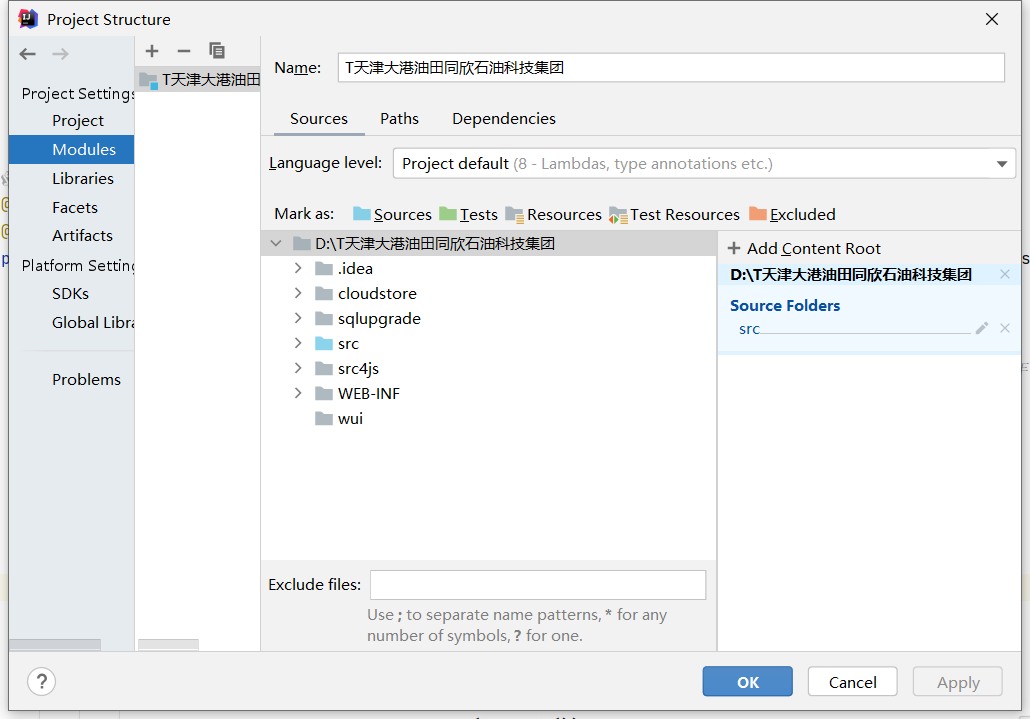 Project Structure
Project Settings
Project
Modules
Libraries
Facets
Artifacts
Platform Settin
SDKs
Global Libra
Problems
T天津大港油田
Name: T天津大港油田同欣石油科技集团
Sources Paths Dependencies
Language level: Project default (8 - Lambdas, type annotations etc.)
Mark as: Sources Tests Resources Test Resources Excluded
D:\T天津大港油田同欣石油科技集团
.idea
cloudstore
sqlupgrade
src
src4js
WEB-INF
wui
Add Content Root
D:\T天津大港油田同欣石油科技集团
Source Folders
src
Exclude files:
Use ; to separate name patterns, * for any
number of symbols, ? for one.
? OK Cancel Apply